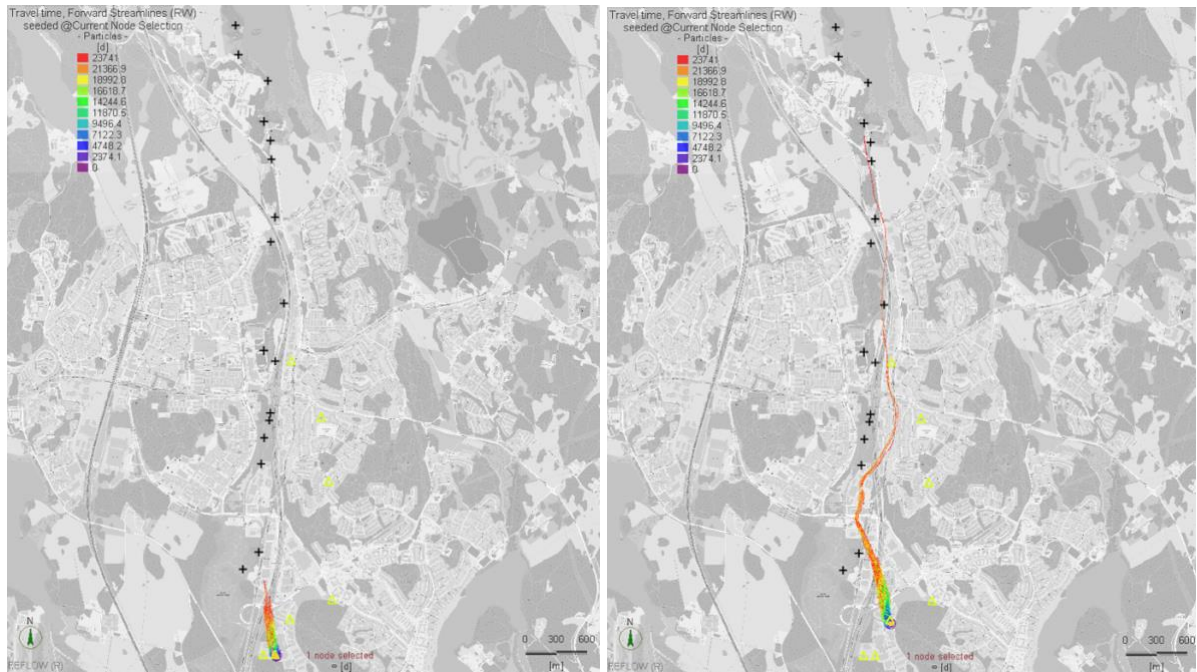 Travel time, Forward Streamlines (RW)
seeded @Current Node Selection
- Particles -
[d]
23741
21366.9
18992.8
16618.7
14244.6
11870.5
9496.4
7122.3
4748.2
2374.1
0
N
FEFLOW (R)
1 node selected
= [d]
0 300 600
[m]
Travel time, Forward Streamlines (RW)
seeded @Current Node Selection
- Particles -
[d]
23741
21366.9
18992.8
16618.7
14244.6
11870.5
9496.4
7122.3
4748.2
2374.1
0
N
FEFLOW (R)
1 node selected
= [d]
0 300 600
[m]